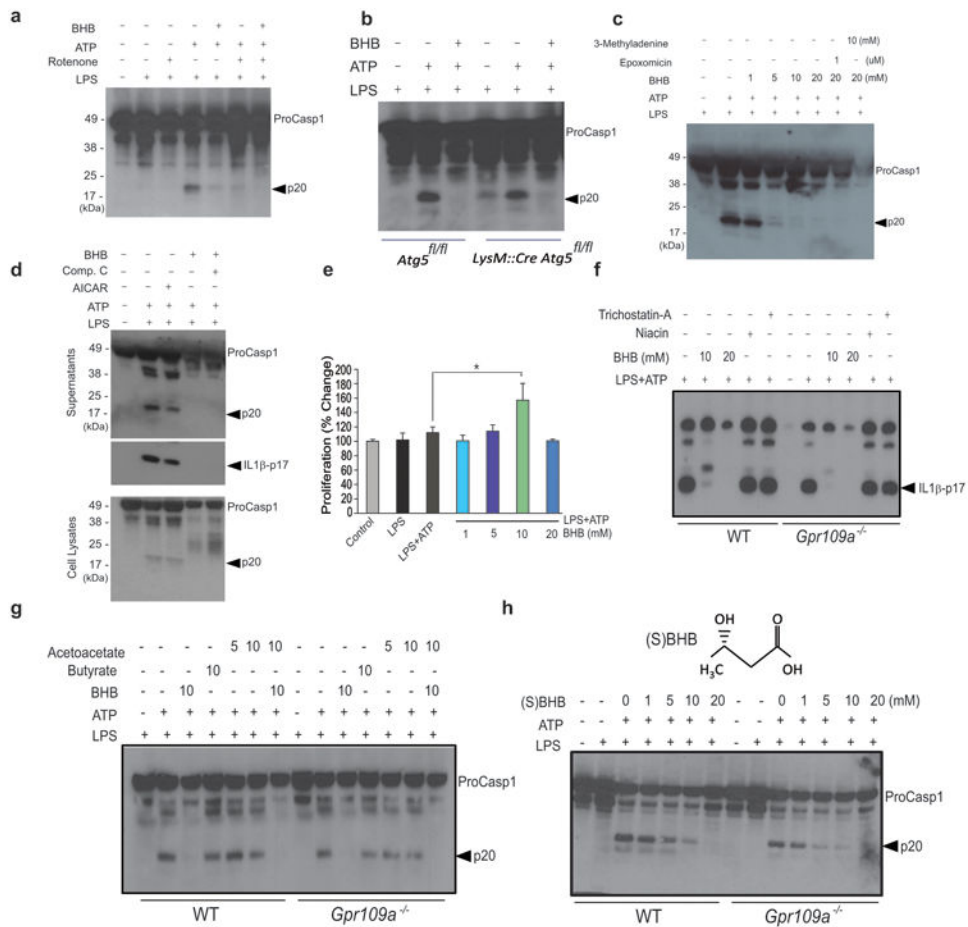 a
BHB - - - - + - +
ATP - - - + + + +
Rotenone - - + - - + +
LPS - + + + + + +
49 -
38 -
25 -
17 -
(kDa)
ProCasp1
p20
b
BHB - - + - - +
ATP - + + - + +
LPS + + + + + +
ProCasp1
p20
Atg5 fl/fl
LysM::Cre Atg5 fl/fl
c
3-Methyladenine 10 (mM)
Epoxomicin 1 (uM)
BHB - - 1 5 10 20 20 20 (mM)
ATP - + + + + + + +
LPS + + + + + + + +
49 -
38 -
25 -
17 -
(kDa)
ProCasp1
p20
d
BHB - - - + +
Comp. C - - - - +
AICAR - - + - -
ATP - + + + +
LPS - + + + +
Supernatants
49 -
38 -
25 -
17 -
(kDa)
ProCasp1
p20
IL1β-p17
Cell Lysates
49 -
38 -
25 -
17 -
(kDa)
ProCasp1
p20
e
Proliferation (% Change)
200
180
160
140
120
100
80
60
40
20
0
*
Control
LPS
LPS+ATP
LPS+ATP
1 5 10 20 BHB (mM)
f
Trichostatin-A - - - - + - - - - - +
Niacin - - - + - - - - - + -
BHB (mM) - 10 20 - - - - 10 20 - -
LPS+ATP + + + + + - + + + + +
IL1β-p17
WT
Gpr109a -/-
g
Acetoacetate - - - - 5 10 10 - - - - 5 10 10
Butyrate - - - 10 - - - - - - 10 - - -
BHB - - 10 - - - 10 - - 10 - - - 10
ATP - + + + + + + - + + + + + +
LPS + + + + + + + + + + + + + +
ProCasp1
p20
WT
Gpr109a -/-
h
(S)BHB
OH
O
H₃C
OH
(S)BHB - - 0 1 5 10 20 - - 0 1 5 10 20 (mM)
ATP - - + + + + + - - + + + + +
LPS - + + + + + + - + + + + + +
ProCasp1
p20
WT
Gpr109a -/-